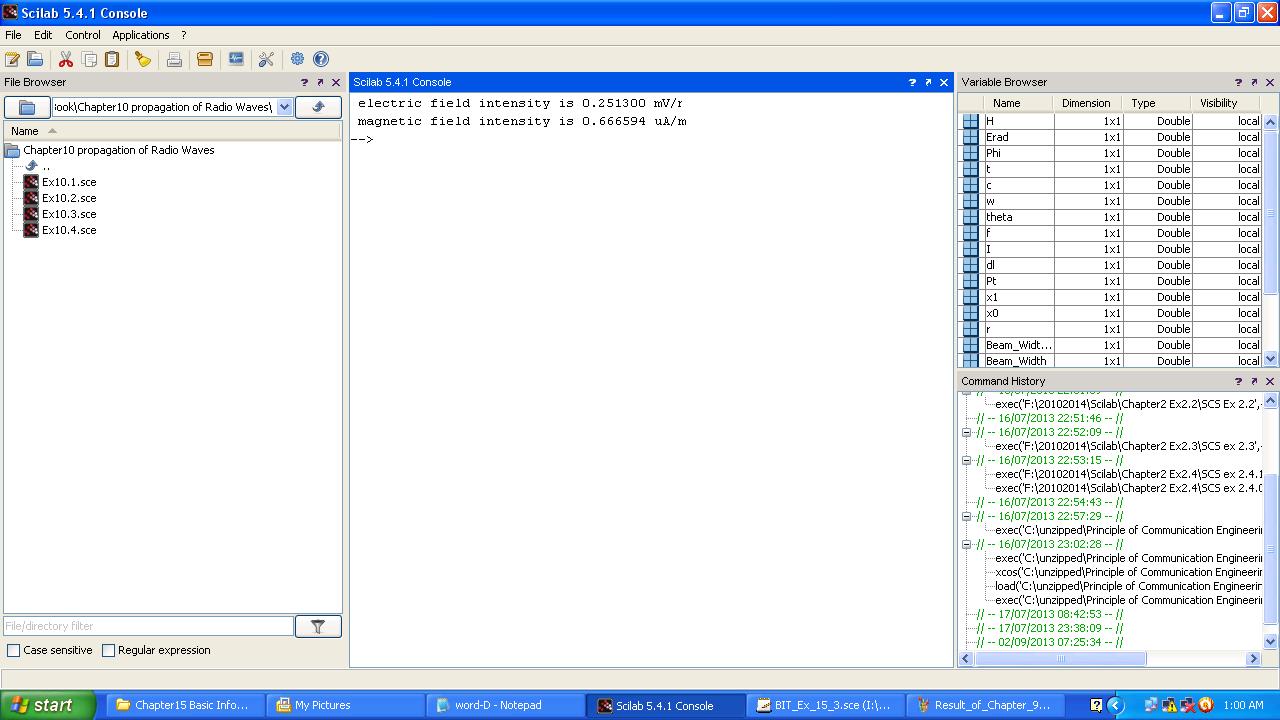 Scilab 5.4.1 Console
File Edit Control Applications ?
File Browser
ook\Chapter10 propagation of Radio Waves\
Name
Chapter10 propagation of Radio Waves
..
Ex10.1.sce
Ex10.2.sce
Ex10.3.sce
Ex10.4.sce
File/directory filter
Case sensitive Regular expression
Scilab 5.4.1 Console
electric field intensity is 0.251300 mV/r
magnetic field intensity is 0.666594 uA/m
-->
Variable Browser
Name Dimension Type Visibility
H 1x1 Double local
Erad 1x1 Double local
Phi 1x1 Double local
t 1x1 Double local
c 1x1 Double local
w 1x1 Double local
theta 1x1 Double local
f 1x1 Double local
I 1x1 Double local
dl 1x1 Double local
Pt 1x1 Double local
x1 1x1 Double local
x0 1x1 Double local
r 1x1 Double local
Beam_Widt... 1x1 Double local
Beam_Width 1x1 Double local
Command History
exec('F:\20102014\Scilab\Chapter2 Ex2.2\SCS Ex 2.2',
// -- 16/07/2013 22:51:46 -- //
// -- 16/07/2013 22:52:09 -- //
exec('F:\20102014\Scilab\Chapter2 Ex2.3\SCS ex 2.3',
// -- 16/07/2013 22:53:15 -- //
exec('F:\20102014\Scilab\Chapter2 Ex2.4\SCS ex 2.4.1
exec('F:\20102014\Scilab\Chapter2 Ex2.4\SCS ex 2.4.0
// -- 16/07/2013 22:54:43 -- //
// -- 16/07/2013 22:57:29 -- //
exec('C:\unzipped\Principle of Communication Engineerin
// -- 16/07/2013 23:02:28 -- //
exec('C:\unzipped\Principle of Communication Engineerin
xcos('C:\unzipped\Principle of Communication Engineerin
load('C:\unzipped\Principle of Communication Engineerin
exec('C:\unzipped\Principle of Communication Engineerin
// -- 17/07/2013 08:42:53 -- //
// -- 17/07/2013 23:38:09 -- //
// -- 02/09/2013 07:25:34 -- //
start Chapter15 Basic Info... My Pictures word-D - Notepad Scilab 5.4.1 Console BIT_Ex_15_3.sce (I:\... Result_of_Chapter_9... 1:00 AM